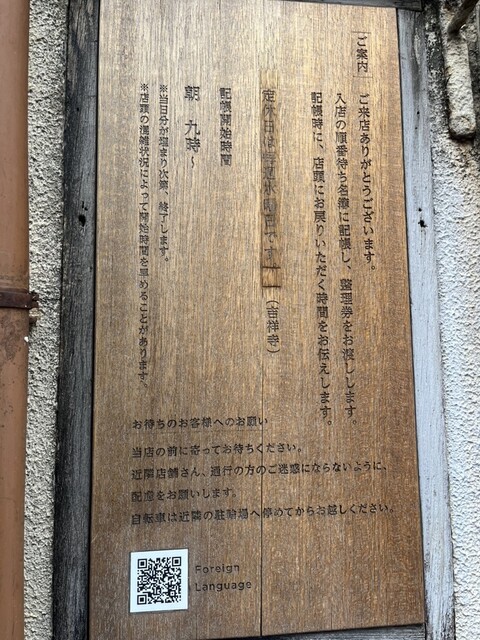 ご案内
ご来店ありがとうございます。
入店の順番待ち名簿に記帳し、整理券をお渡しします。
記帳時に、店頭にお戻りいただく時間をお伝えします。
定休日は 曜日です (吉祥寺)
記帳開始時間
朝 九時〜
※当日分が埋まり次第、終了します。
※店頭の混雑状況によって開始時間を早めることがあります。
お待ちのお客様へのお願い
当店の前に寄ってお待ちください。
近隣店舗さん、通行の方のご迷惑にならないように、
配慮をお願いします。
自転車は近隣の駐輪場へ停めてからお越しください。
Foreign
Language